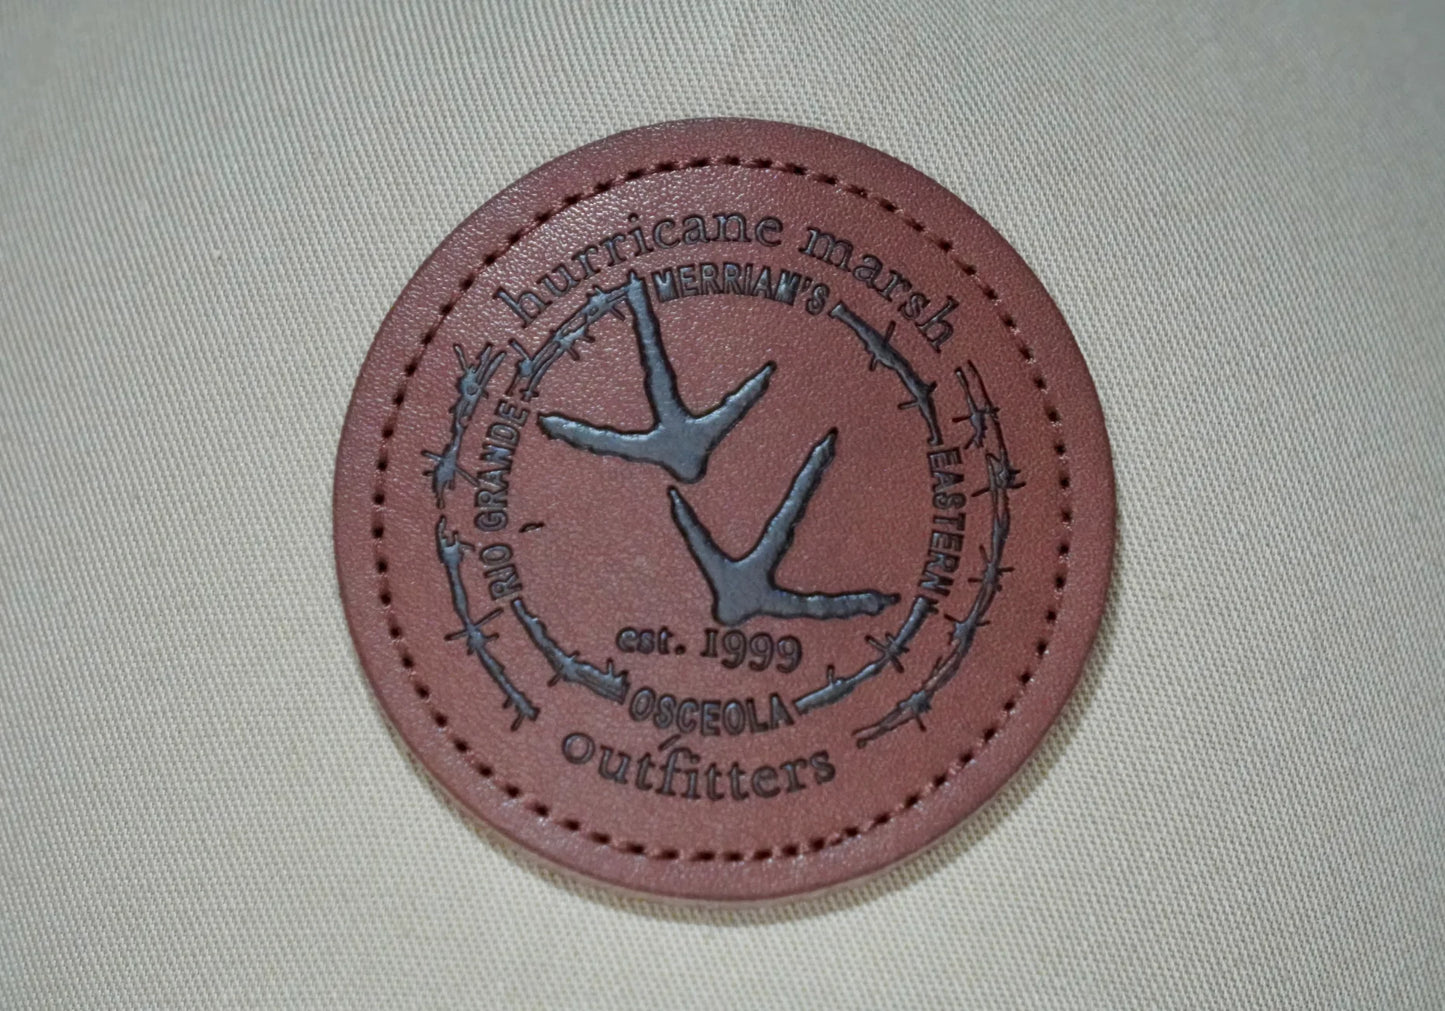 hurricane marsh
MERRIAM'S
RIO GRANDE
EASTERN
est. 1999
OSCEOLA
outfitters